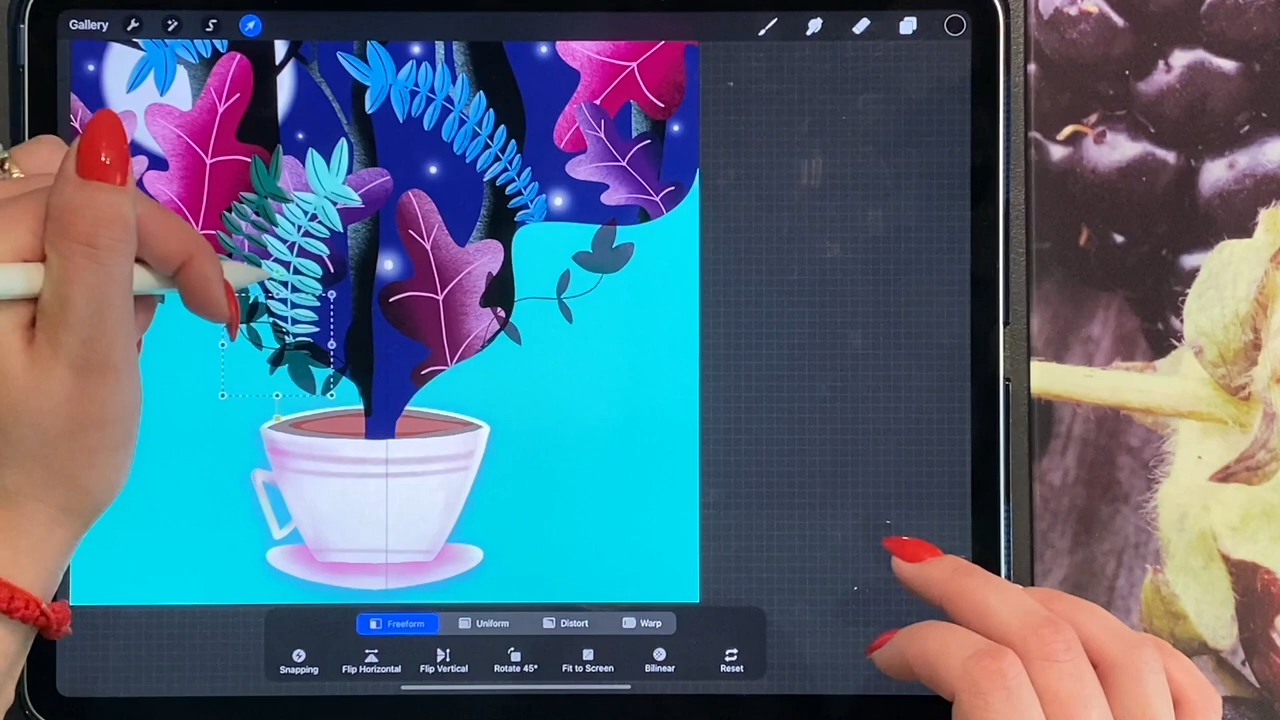 Gallery
Freeform Uniform Distort Warp
Snapping Flip Horizontal Flip Vertical Rotate 45° Fit to Screen Bilinear Reset